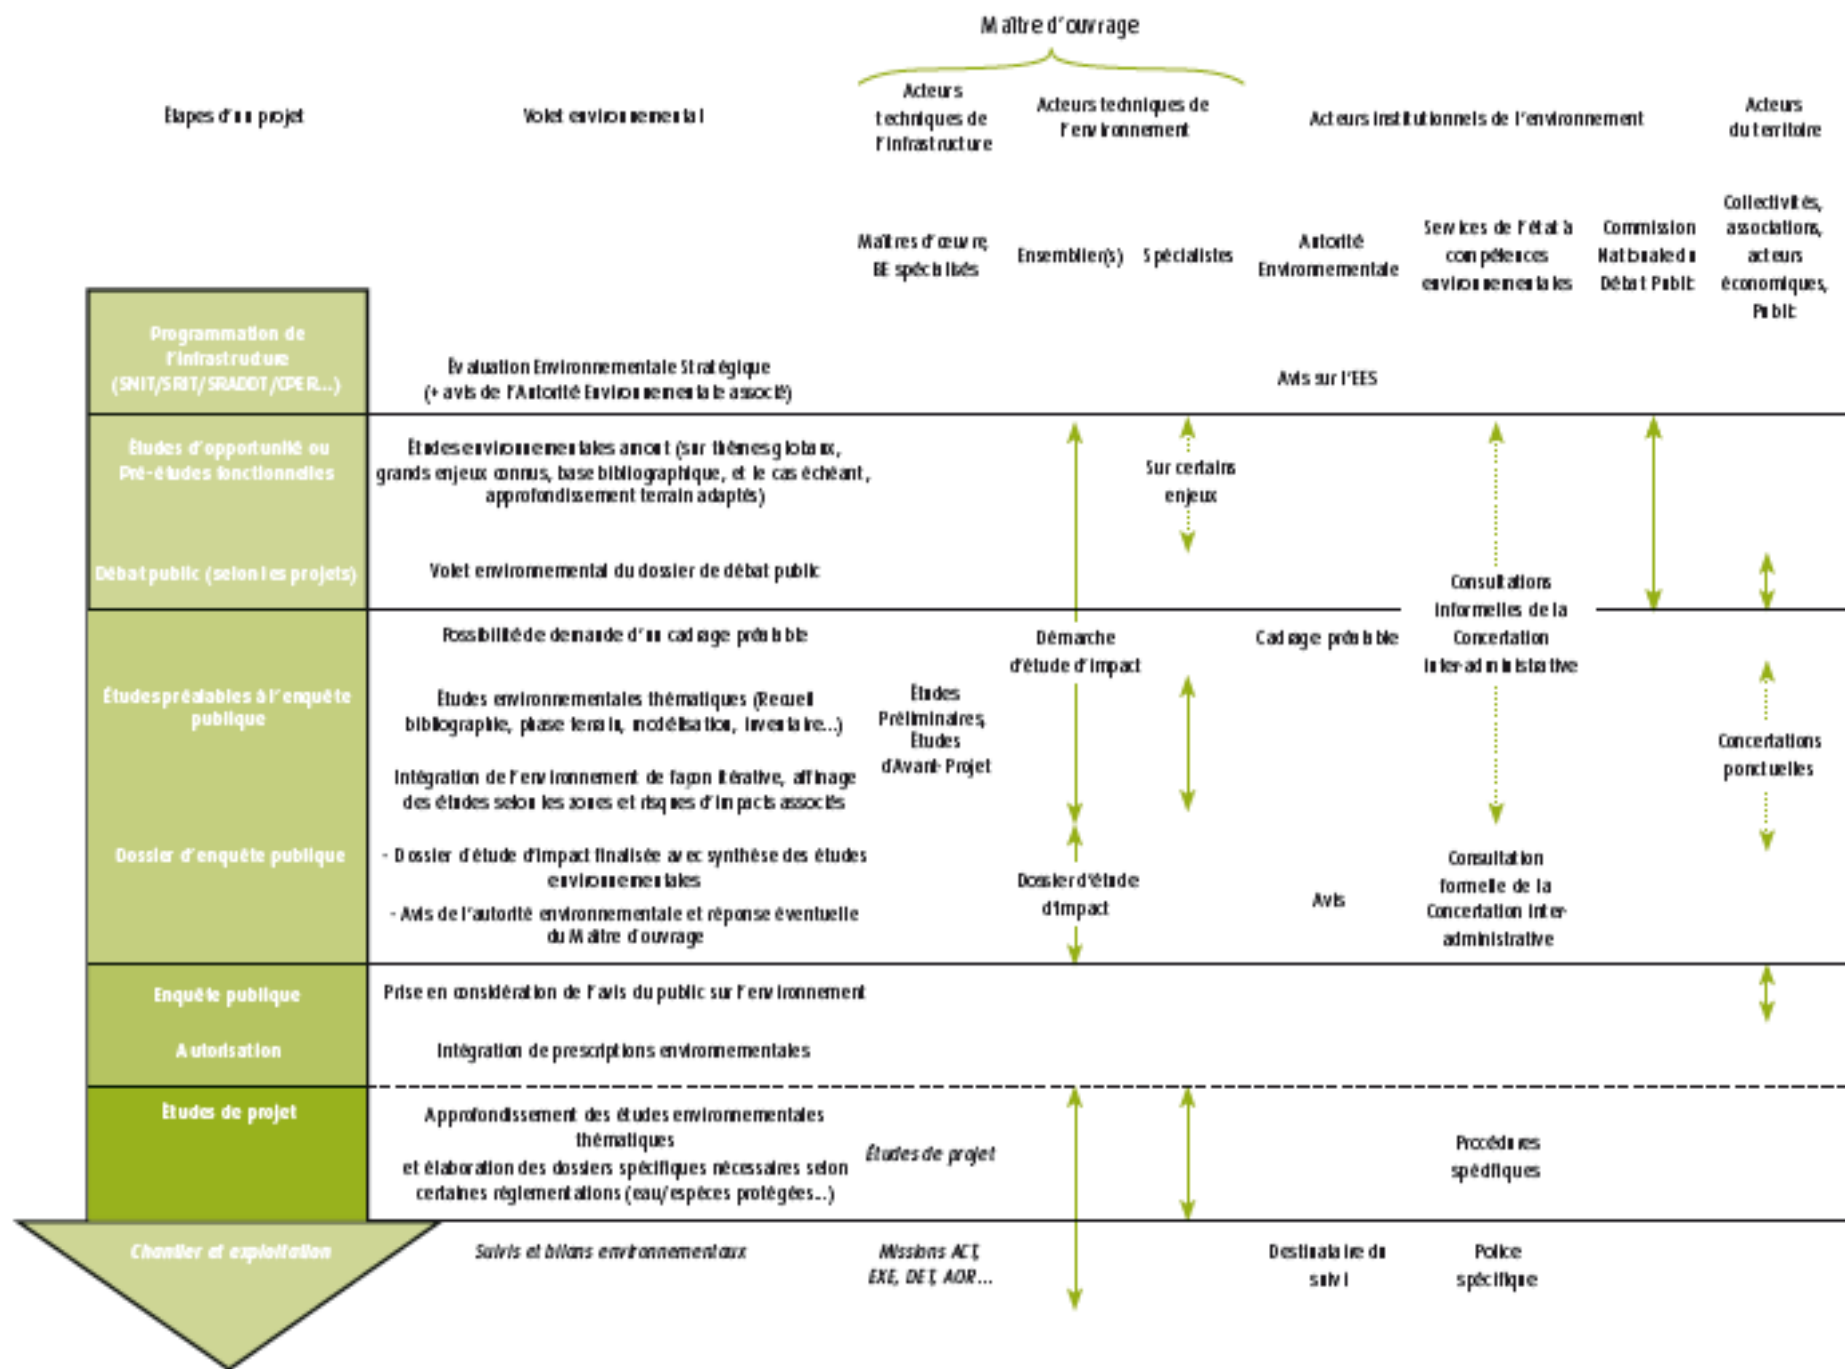 Maître d'ouvrage
Étapes d'un projet
Volet environnemental
Acteurs
techniques de
l'infrastructure
Acteurs techniques de
l'environnement
Acteurs institutionnels de l'environnement
Acteurs
du territoire
Maîtres d'œuvre,
BE spécialisés
Ensemblier(s)
Spécialistes
Autorité
Environnementale
Services de l'état à
compétences
environnementales
Commission
Nationale du
Débat Public
Collectivités,
associations,
acteurs
économiques,
Public
Programmation de
l'infrastructure
(SNIT/SRIT/SRADDT/CPER...)
Évaluation Environnementale Stratégique
(+ avis de l'Autorité Environnementale associé)
Avis sur l'EES
Études d'opportunité ou
Pré-études fonctionnelles
Études environnementales amont (sur thèmes globaux,
grands enjeux connus, base bibliographique, et le cas échéant,
approfondissement terrain adaptés)
Sur certains
enjeux
Débat public (selon les projets)
Volet environnemental du dossier de débat public
Consultations
informelles de la
Concertation
inter-administrative
Possibilité de demande d'un cadrage préalable
Démarche
d'étude d'impact
Cadrage préalable
Études préalables à l'enquête
publique
Études environnementales thématiques (Recueil
bibliographie, phase terrain, modélisation, inventaire...)
Études
Préliminaires,
Études
d'Avant-Projet
Concertations
ponctuelles
Intégration de l'environnement de façon itérative, affinage
des études selon les zones et risques d'impacts associés
Dossier d'enquête publique
- Dossier d'étude d'impact finalisée avec synthèse des études
environnementales
- Avis de l'autorité environnementale et réponse éventuelle
du Maître d'ouvrage
Dossier d'étude
d'impact
Avis
Consultation
formelle de la
Concertation inter-
administrative
Enquête publique
Prise en considération de l'avis du public sur l'environnement
Autorisation
Intégration de prescriptions environnementales
Études de projet
Approfondissement des études environnementales
thématiques
et élaboration des dossiers spécifiques nécessaires selon
certaines réglementations (eau/espèces protégées...)
Études de projet
Procédures
spécifiques
Chantier et exploitation
Suivis et bilans environnementaux
Missions ACT,
EXE, DET, AOR...
Destinataire du
suivi
Police
spécifique